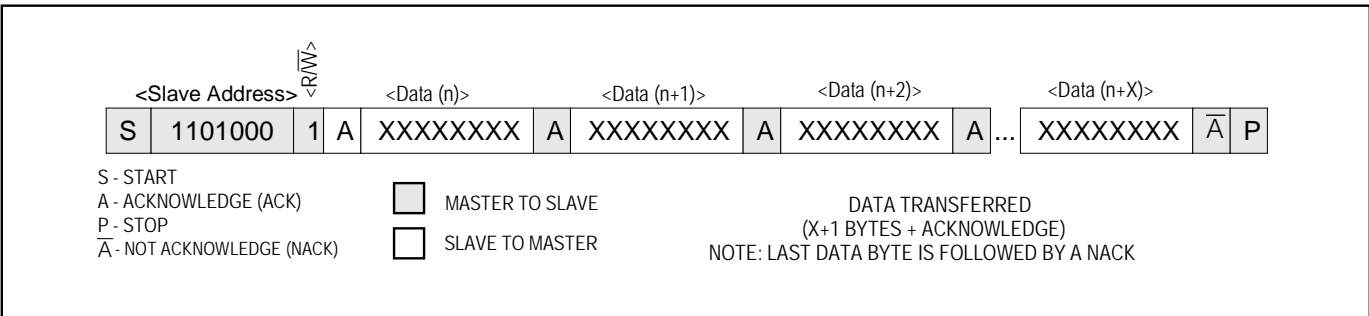 <R/W̅>
<Slave Address> <Data (n)> <Data (n+1)> <Data (n+2)> <Data (n+X)>
S 1101000 1 A XXXXXXXX A XXXXXXXX A XXXXXXXX A ... XXXXXXXX A̅ P
S - START
A - ACKNOWLEDGE (ACK)
P - STOP
A̅ - NOT ACKNOWLEDGE (NACK)
MASTER TO SLAVE
SLAVE TO MASTER
DATA TRANSFERRED
(X+1 BYTES + ACKNOWLEDGE)
NOTE: LAST DATA BYTE IS FOLLOWED BY A NACK